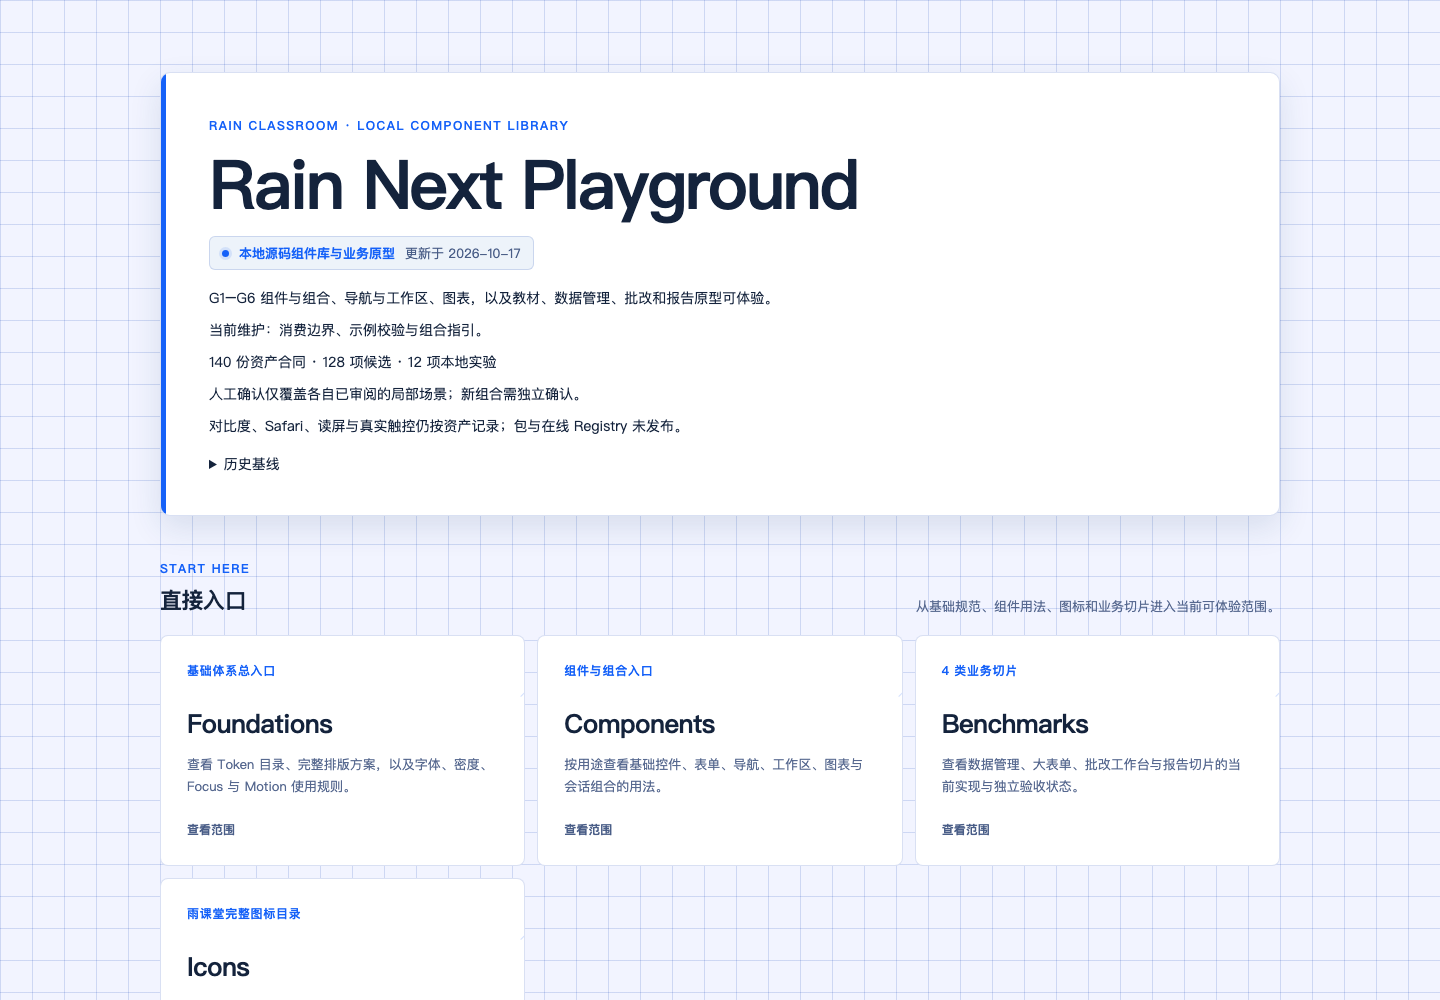 RAIN CLASSROOM · LOCAL COMPONENT LIBRARY
Rain Next Playground
本地源码组件库与业务原型 更新于 2026-10-17
G1—G6 组件与组合、导航与工作区、图表，以及教材、数据管理、批改和报告原型可体验。
当前维护：消费边界、示例校验与组合指引。
140 份资产合同 · 128 项候选 · 12 项本地实验
人工确认仅覆盖各自已审阅的局部场景；新组合需独立确认。
对比度、Safari、读屏与真实触控仍按资产记录；包与在线 Registry 未发布。
▶ 历史基线
START HERE
直接入口
从基础规范、组件用法、图标和业务切片进入当前可体验范围。
基础体系总入口
Foundations
查看 Token 目录、完整排版方案，以及字体、密度、
Focus 与 Motion 使用规则。
查看范围
组件与组合入口
Components
按用途查看基础控件、表单、导航、工作区、图表与
会话组合的用法。
查看范围
4 类业务切片
Benchmarks
查看数据管理、大表单、批改工作台与报告切片的当
前实现与独立验收状态。
查看范围
雨课堂完整图标目录
Icons